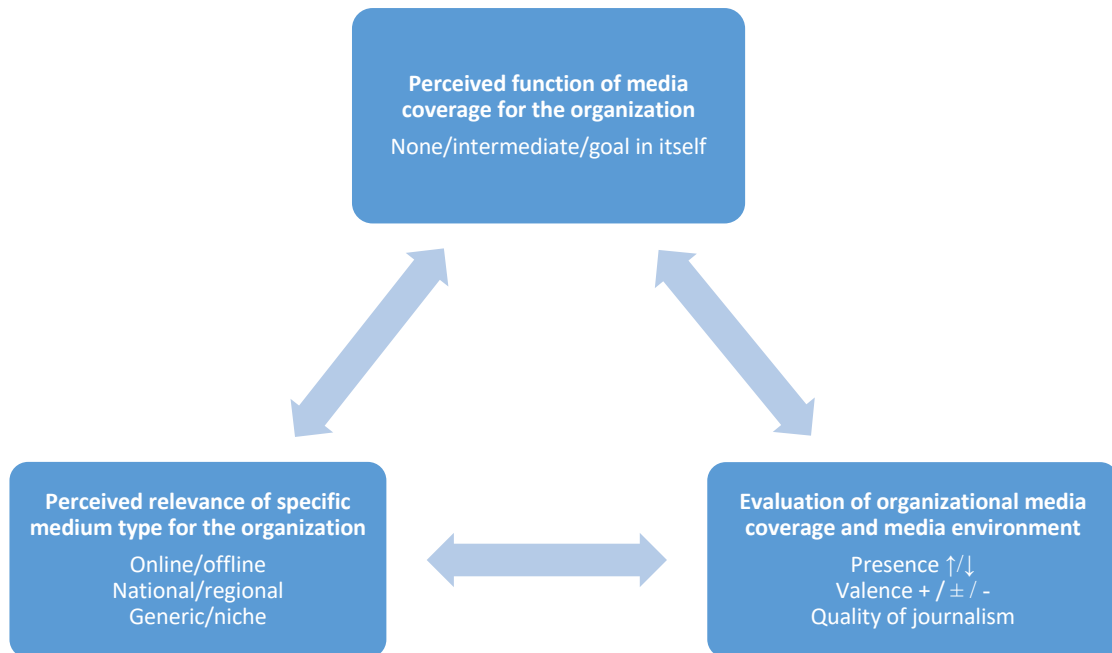 Perceived function of media
coverage for the organization
None/intermediate/goal in itself
Perceived relevance of specific
medium type for the organization
Online/offline
National/regional
Generic/niche
Evaluation of organizational media
coverage and media environment
Presence ↑/↓
Valence + / ± / -
Quality of journalism